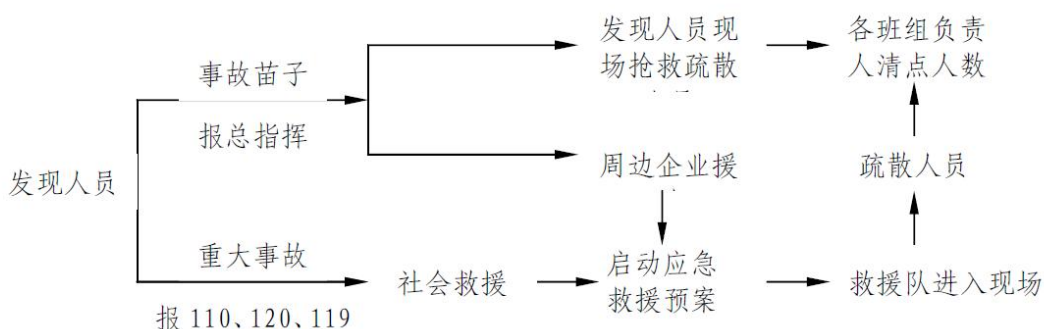 发现人员
事故苗子
报总指挥
重大事故
报 110、120、119
发现人员现
场抢救疏散
周边企业援
社会救援
启动应急
救援预案
救援队进入现场
疏散人员
各班组负责
人清点人数